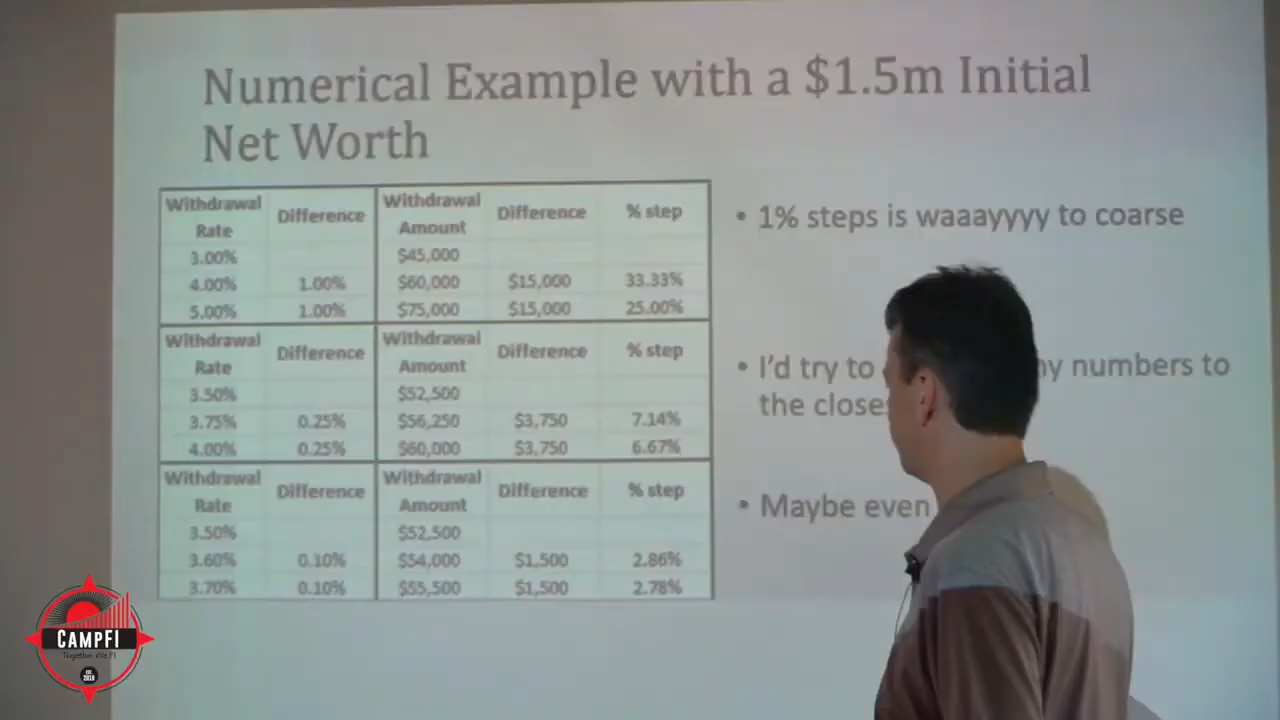 Numerical Example with a $1.5m Initial
Net Worth
Withdrawal Rate Difference Withdrawal Amount Difference % step
3.00% $45,000
4.00% 1.00% $60,000 $15,000 33.33%
5.00% 1.00% $75,000 $15,000 25.00%
Withdrawal Rate Difference Withdrawal Amount Difference % step
3.50% $52,500
3.75% 0.25% $56,250 $3,750 7.14%
4.00% 0.25% $60,000 $3,750 6.67%
Withdrawal Rate Difference Withdrawal Amount Difference % step
3.50% $52,500
3.60% 0.10% $54,000 $1,500 2.86%
3.70% 0.10% $55,500 $1,500 2.78%
• 1% steps is waaayyyy to coarse
• I'd try to numbers to
the
• Maybe even
CAMPFI
Together We FI
EST.
2018